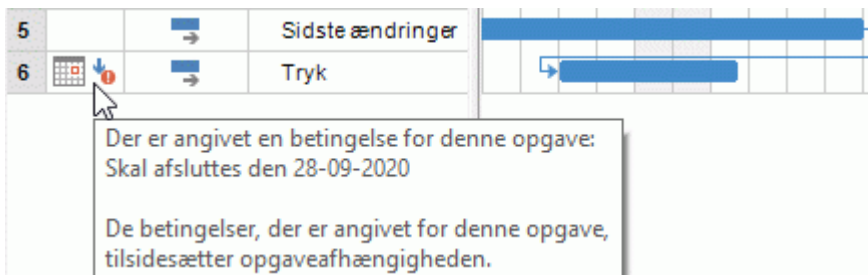 5 Sidste ændringer
6 Tryk
Der er angivet en betingelse for denne opgave:
Skal afsluttes den 28-09-2020
De betingelser, der er angivet for denne opgave,
tilsidesætter opgaveafhængigheden.